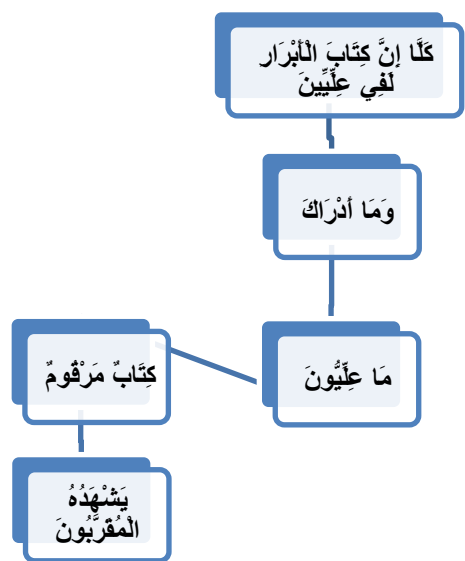 كَلَّا إِنَّ كِتَابَ الْأَبْرَار
لَفِي عِلِّيِّينَ
وَمَا أَدْرَاكَ
مَا عِلِّيُّونَ
كِتَابٌ مَرْقُومٌ
يَشْهَدُهُ
الْمُقَرَّبُونَ